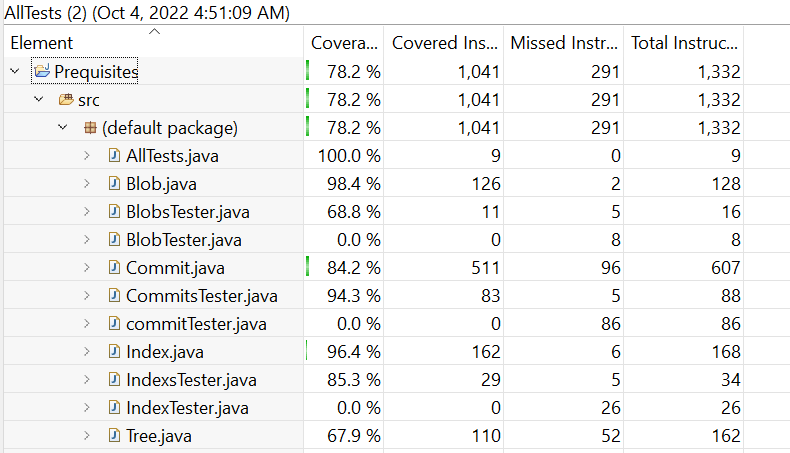 AllTests (2) (Oct 4, 2022 4:51:09 AM)
Element Covera... Covered Ins... Missed Instr... Total Instruc...
Prequisites 78.2 % 1,041 291 1,332
src 78.2 % 1,041 291 1,332
(default package) 78.2 % 1,041 291 1,332
AllTests.java 100.0 % 9 0 9
Blob.java 98.4 % 126 2 128
BlobsTester.java 68.8 % 11 5 16
BlobTester.java 0.0 % 0 8 8
Commit.java 84.2 % 511 96 607
CommitsTester.java 94.3 % 83 5 88
commitTester.java 0.0 % 0 86 86
Index.java 96.4 % 162 6 168
IndexsTester.java 85.3 % 29 5 34
IndexTester.java 0.0 % 0 26 26
Tree.java 67.9 % 110 52 162